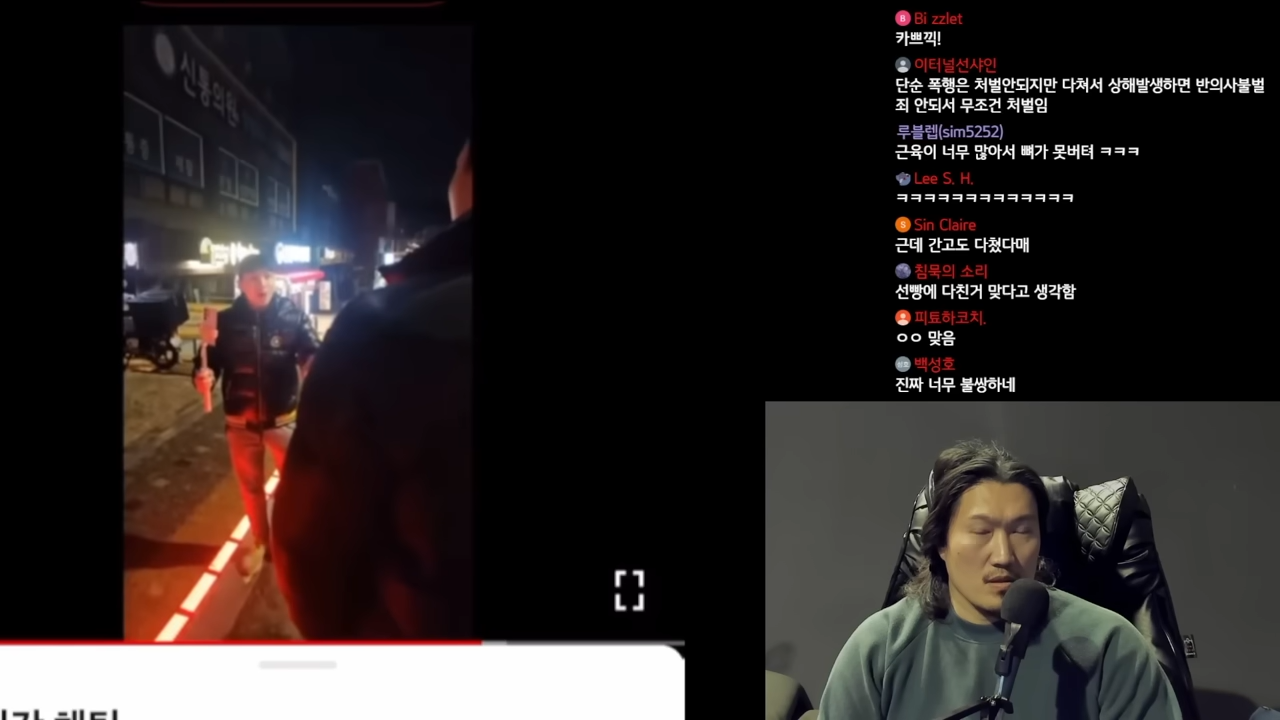 신통의원
Bi zzlet
카쁘끽!
이터널선샤인
단순 폭행은 처벌안되지만 다쳐서 상해발생하면 반의사불벌
죄 안되서 무조건 처벌임
루블렙(sim5252)
근육이 너무 많아서 뼈가 못버텨 ㅋㅋㅋ
Lee S. H.
ㅋㅋㅋㅋㅋㅋㅋㅋㅋㅋㅋㅋㅋ
Sin Claire
근데 간고도 다쳤다매
침묵의 소리
선빵에 다친거 맞다고 생각함
피툐하코치.
ㅇㅇ 맞음
백성호
진짜 너무 불쌍하네